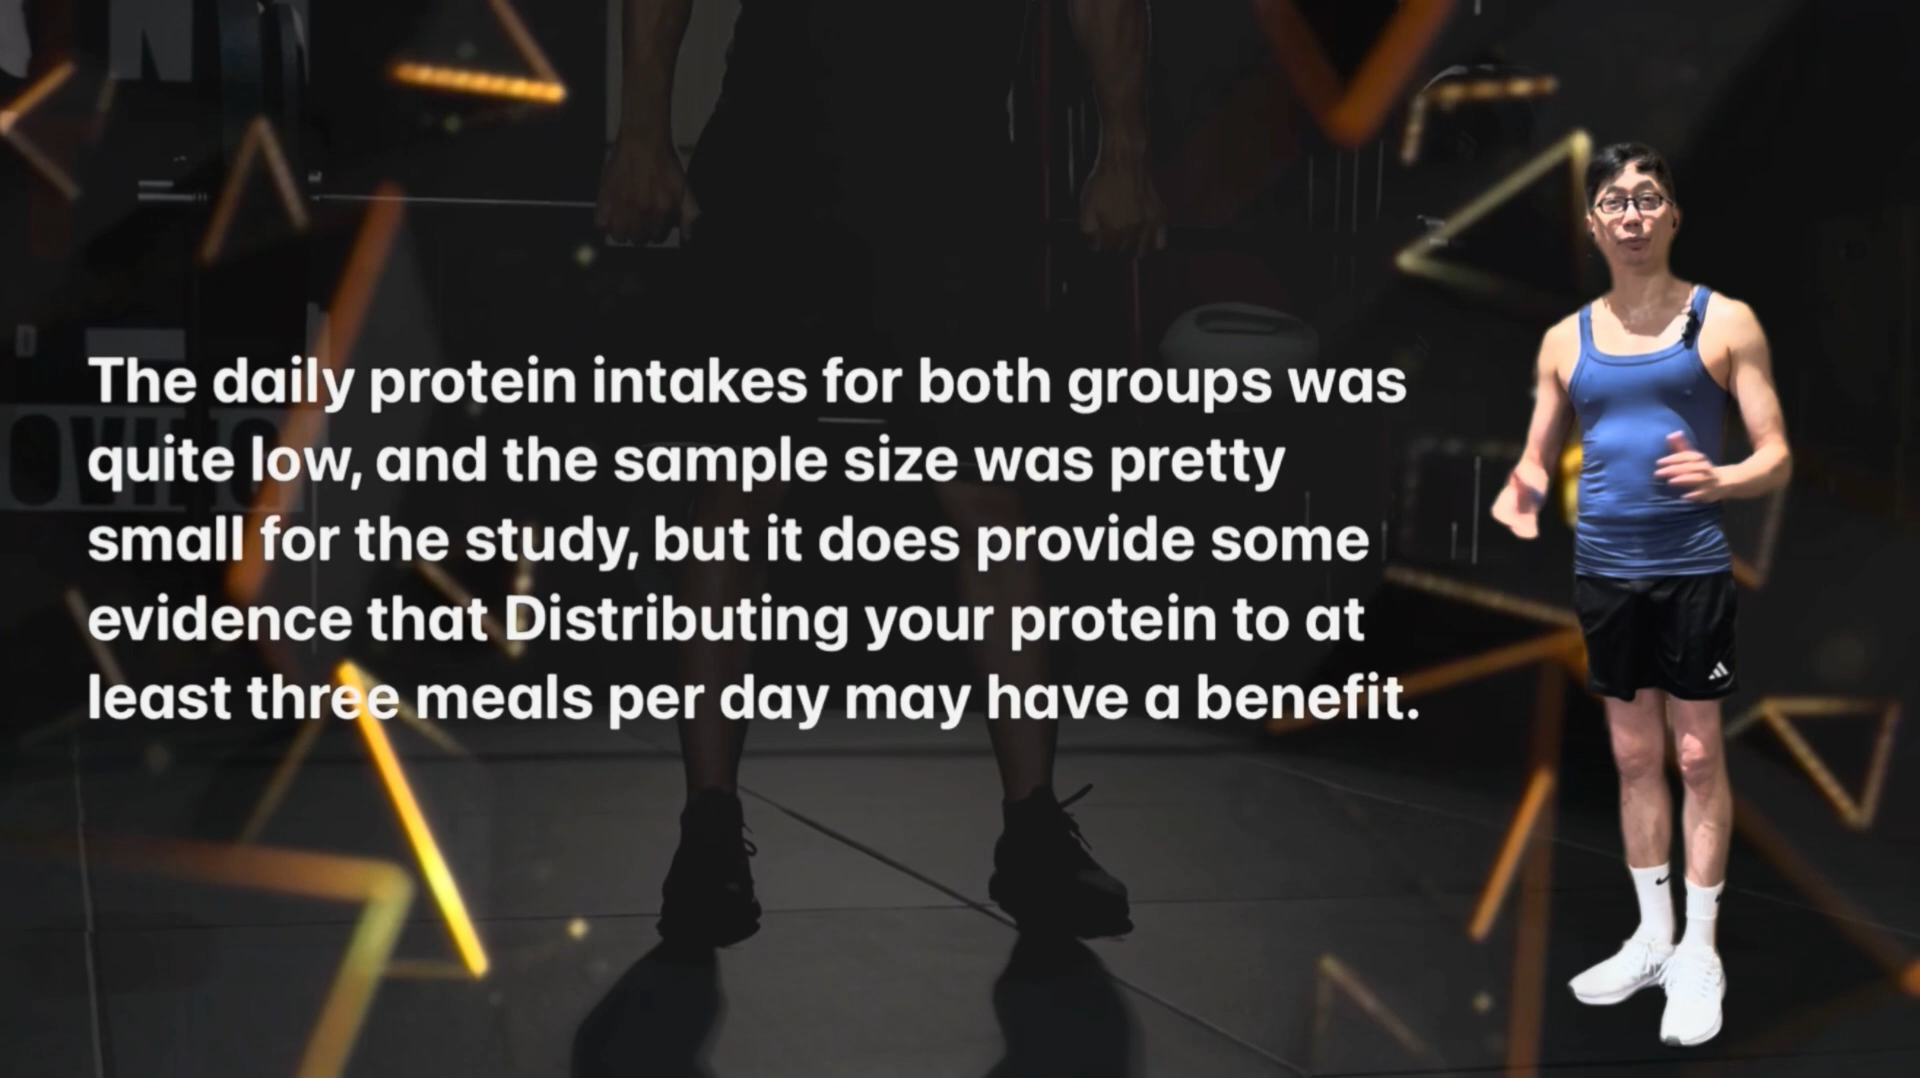 The daily protein intakes for both groups was
quite low, and the sample size was pretty
small for the study, but it does provide some
evidence that Distributing your protein to at
least three meals per day may have a benefit.